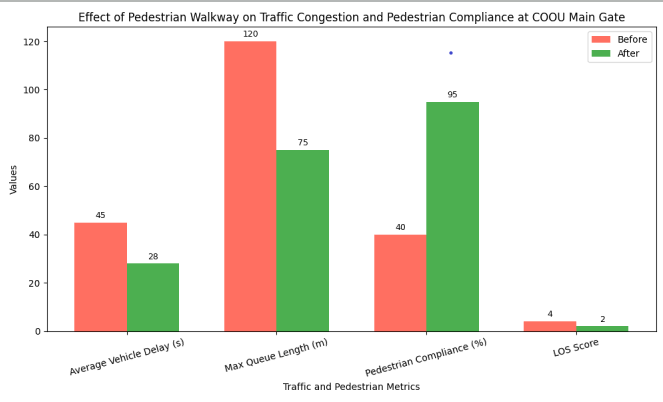 Effect of Pedestrian Walkway on Traffic Congestion and Pedestrian Compliance at COOU Main Gate
Before
After
Values
120
100
80
60
40
20
0
45
28
120
75
40
95
4
2
Average Vehicle Delay (s)
Max Queue Length (m)
Pedestrian Compliance (%)
LOS Score
Traffic and Pedestrian Metrics